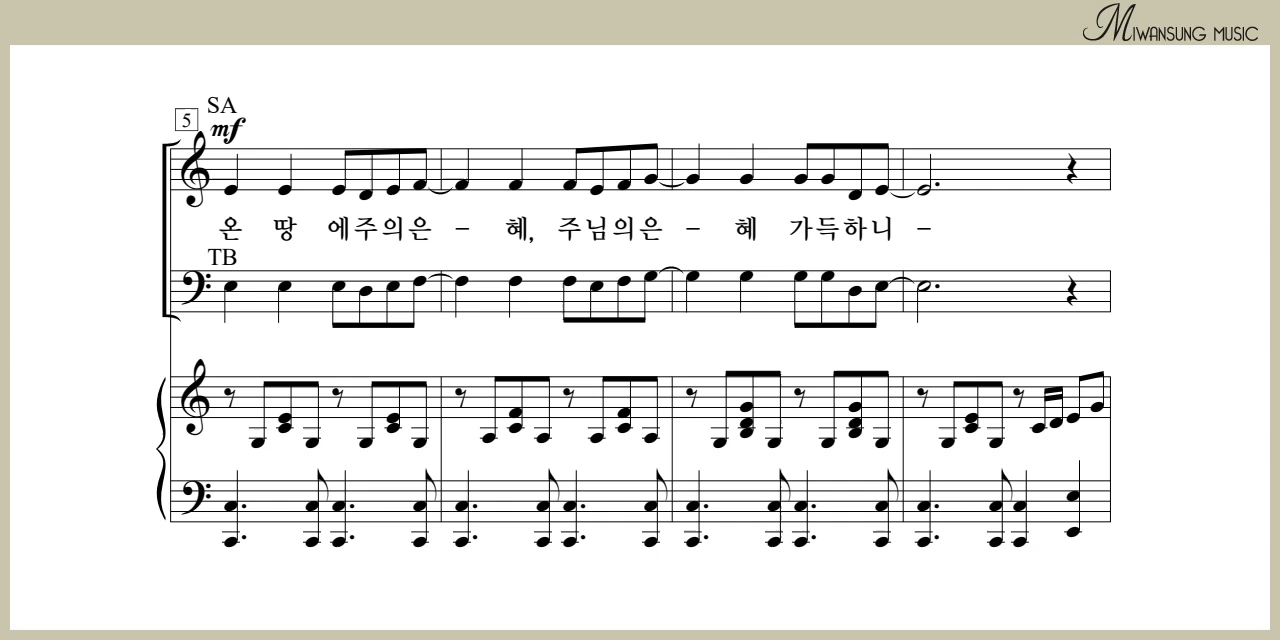 MIWANSUNG MUSIC
SA
5
mf
온 땅 에주의은 – 혜, 주님의은 – 혜 가득하니 –
TB